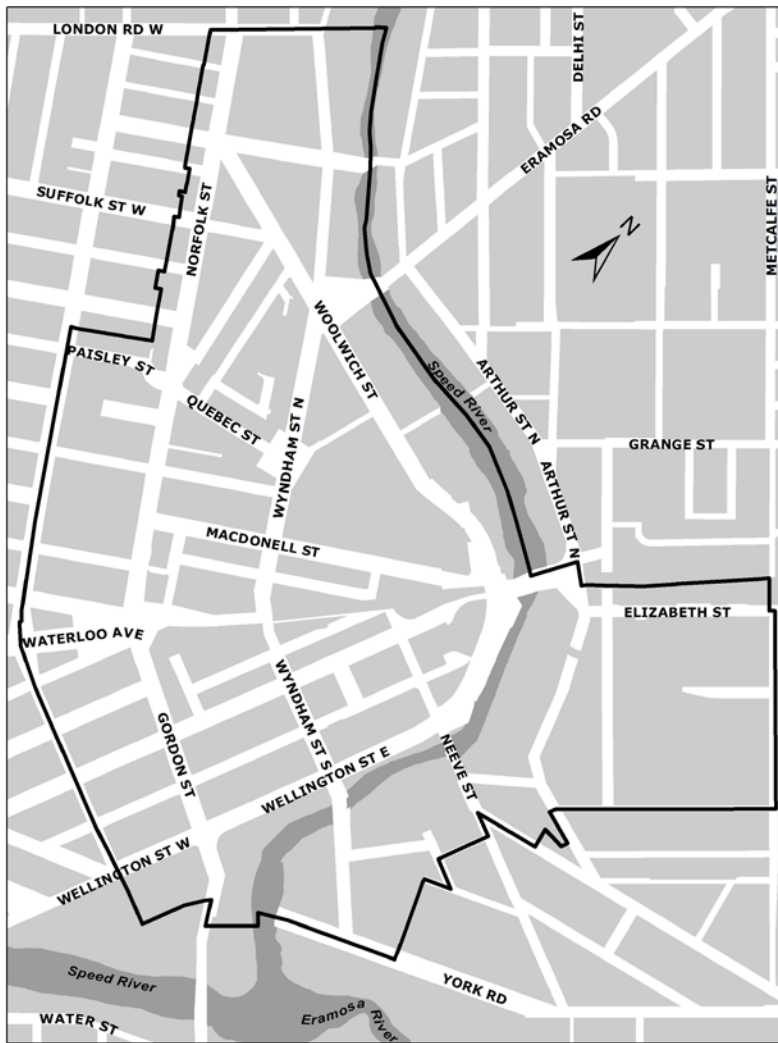 LONDON RD W
DELHI ST
ERAMOSA RD
METCALFE ST
SUFFOLK ST W
NORFOLK ST
N
WOOLWICH ST
PAISLEY ST
QUEBEC ST
WYNDHAM ST N
Speed River
ARTHUR ST N
GRANGE ST
ARTHUR ST N
MACDONELL ST
ELIZABETH ST
WATERLOO AVE
WYNDHAM ST S
GORDON ST
NEEVE ST
WELLINGTON ST E
WELLINGTON ST W
Speed River
YORK RD
Eramosa River
WATER ST